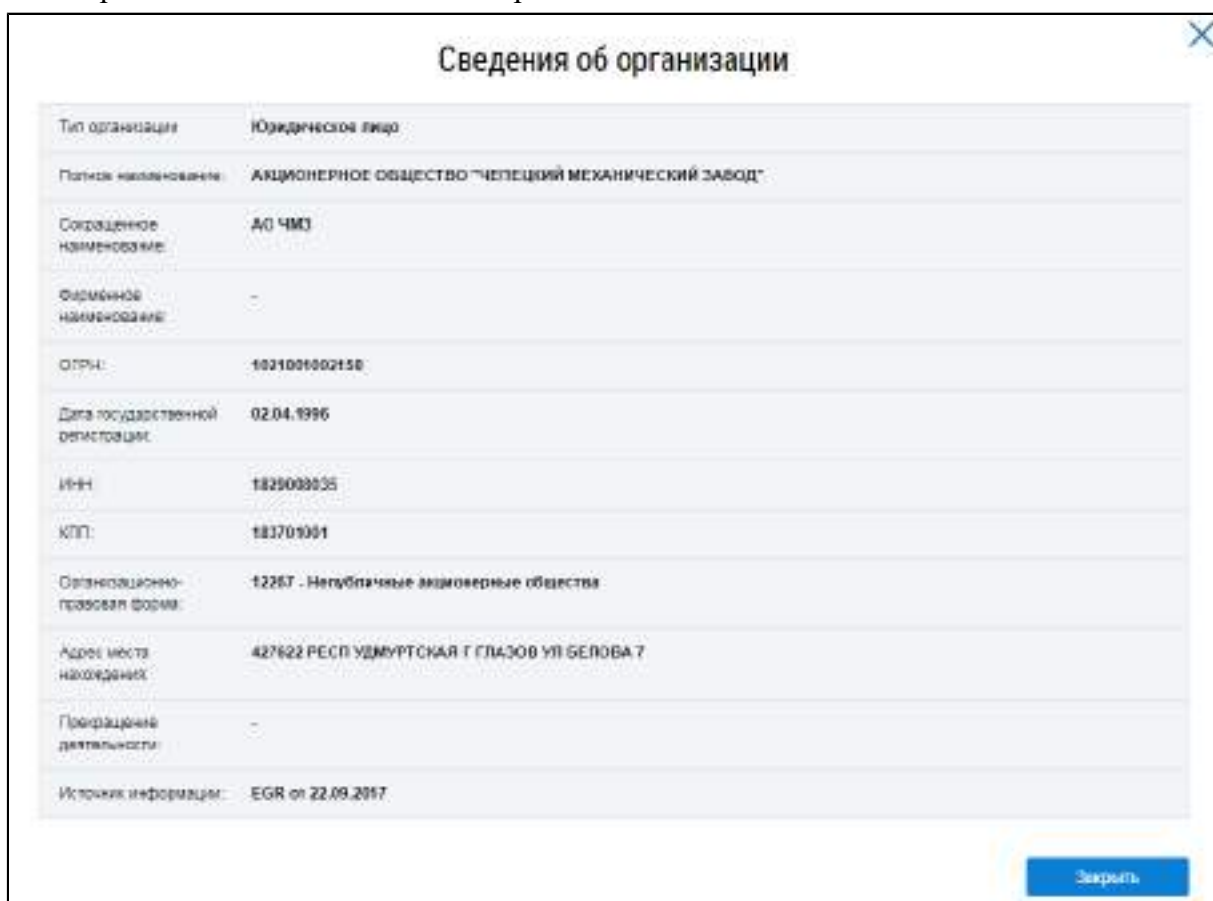 Сведения об организации
Тип организации Юридическое лицо
Полное наименование: АКЦИОНЕРНОЕ ОБЩЕСТВО "ЧЕПЕЦКИЙ МЕХАНИЧЕСКИЙ ЗАВОД"
Сокращенное АО ЧМЗ
наименование:
Фирменное -
наименование:
ОГРН:
Дата государственной 02.04.1996
регистрации:
ИНН: 1829008035
КПП: 183701001
Организационно- 12267 - Непубличные акционерные общества
правовая форма:
Адрес места 427622 РЕСП УДМУРТСКАЯ Г ГЛАЗОВ УЛ БЕЛОВА 7
нахождения:
Прекращение -
деятельности:
Источник информации: EGR от 22.09.2017
Закрыть